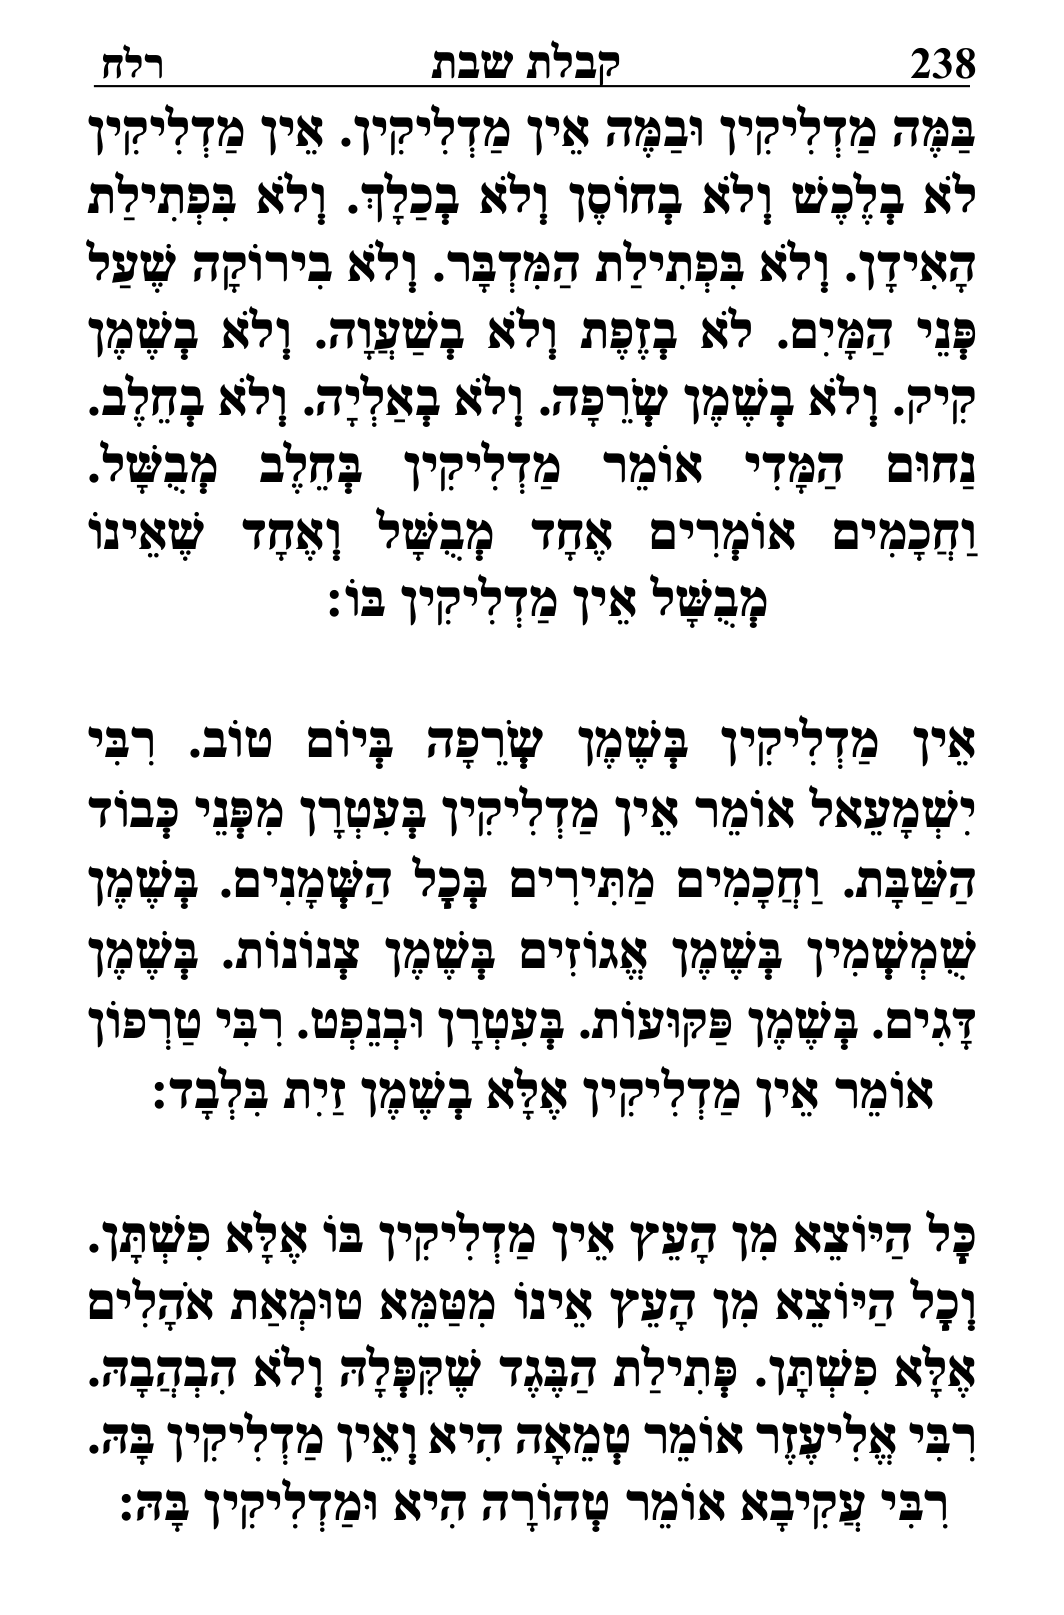 238 קבלת שבת רלח
בַּמֶּה מַדְלִיקִין וּבַמֶּה אֵין מַדְלִיקִין. אֵין מַדְלִיקִין
לֹא בְלֶכֶשׁ וְלֹא בְחוֹסֶן וְלֹא בְכַלָךְ. וְלֹא בִּפְתִילַת
הָאִידָן. וְלֹא בִּפְתִילַת הַמִּדְבָּר. וְלֹא בִירוֹקָה שֶׁעַל
פְּנֵי הַמָּיִם. לֹא בְזֶפֶת וְלֹא בְשַׁעֲוָה. וְלֹא בְשֶׁמֶן
קִיק. וְלֹא בְשֶׁמֶן שְׂרֵפָה. וְלֹא בְאַלְיָה. וְלֹא בְחֵלֶב.
נַחוּם הַמָּדִי אוֹמֵר מַדְלִיקִין בְּחֵלֶב מְבֻשָּׁל.
וַחֲכָמִים אוֹמְרִים אֶחָד מְבֻשָּׁל וְאֶחָד שֶׁאֵינוֹ
מְבֻשָּׁל אֵין מַדְלִיקִין בּוֹ:
אֵין מַדְלִיקִין בְּשֶׁמֶן שְׂרֵפָה בְּיוֹם טוֹב. רִבִּי
יִשְׁמָעֵאל אוֹמֵר אֵין מַדְלִיקִין בְּעִטְרָן מִפְּנֵי כְּבוֹד
הַשַּׁבָּת. וַחֲכָמִים מַתִּירִים בְּכָל הַשְּׁמָנִים. בְּשֶׁמֶן
שֻׁמְשְׁמִין בְּשֶׁמֶן אֱגוֹזִים בְּשֶׁמֶן צְנוֹנוֹת. בְּשֶׁמֶן
דָּגִים. בְּשֶׁמֶן פַּקּוּעוֹת. בְּעִטְרָן וּבְנֵפְט. רִבִּי טַרְפוֹן
אוֹמֵר אֵין מַדְלִיקִין אֶלָּא בְשֶׁמֶן זַיִת בִּלְבָד:
כָּל הַיּוֹצֵא מִן הָעֵץ אֵין מַדְלִיקִין בּוֹ אֶלָּא פִשְׁתָּן.
וְכָל הַיּוֹצֵא מִן הָעֵץ אֵינוֹ מִטַּמֵּא טוּמְאַת אֹהָלִים
אֶלָּא פִשְׁתָּן. פְּתִילַת הַבֶּגֶד שֶׁקִּפְּלָהּ וְלֹא הִבְהֲבָהּ.
רִבִּי אֱלִיעֶזֶר אוֹמֵר טְמֵאָה הִיא וְאֵין מַדְלִיקִין בָּהּ.
רִבִּי עֲקִיבָא אוֹמֵר טְהוֹרָה הִיא וּמַדְלִיקִין בָּהּ: